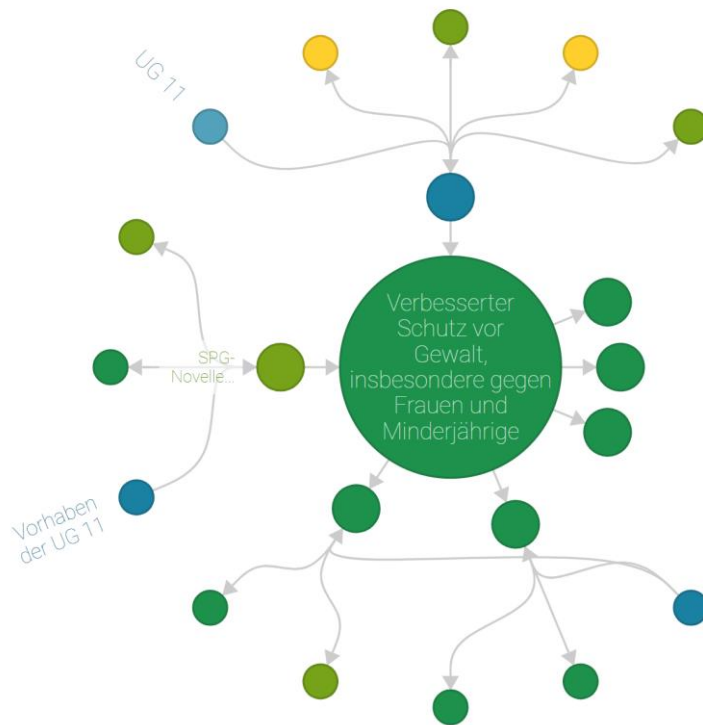 UG 11
Verbesserter
Schutz vor
Gewalt,
insbesondere gegen
Frauen und
Minderjährige
SPG-
Novelle...
Vorhaben
der UG 11